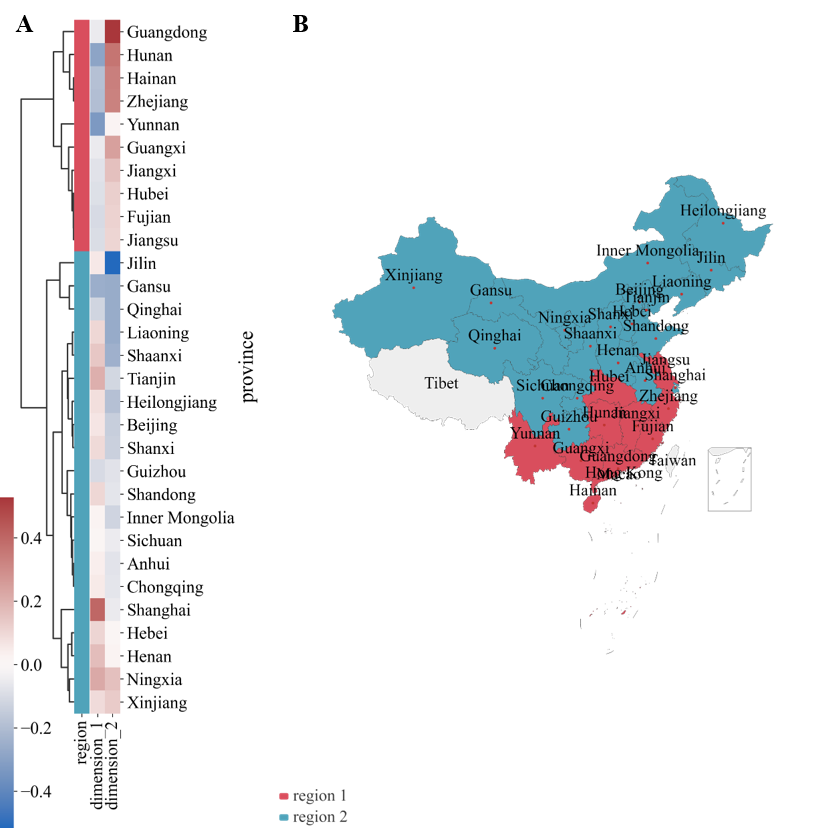 A
B
Guangdong
Hunan
Hainan
Zhejiang
Yunnan
Guangxi
Jiangxi
Hubei
Fujian
Jiangsu
Jilin
Gansu
Qinghai
Liaoning
Shaanxi
Tianjin
Heilongjiang
Beijing
Shanxi
Guizhou
Shandong
Inner Mongolia
Sichuan
Anhui
Chongqing
Shanghai
Hebei
Henan
Ningxia
Xinjiang
province
region
dimension_1
dimension_2
0.4
0.2
0.0
−0.2
−0.4
Heilongjiang
Inner Mongolia
Jilin
Xinjiang
Liaoning
Gansu
Beijing
Tianjin
Hebei
Ningxia
Shanxi
Shandong
Qinghai
Shaanxi
Henan
Jiangsu
Anhui
Shanghai
Hubei
Tibet
Sichuan
Chongqing
Zhejiang
Hunan
Jiangxi
Guizhou
Fujian
Yunnan
Guangxi
Guangdong
Taiwan
Hong Kong
Macao
Hainan
region 1
region 2